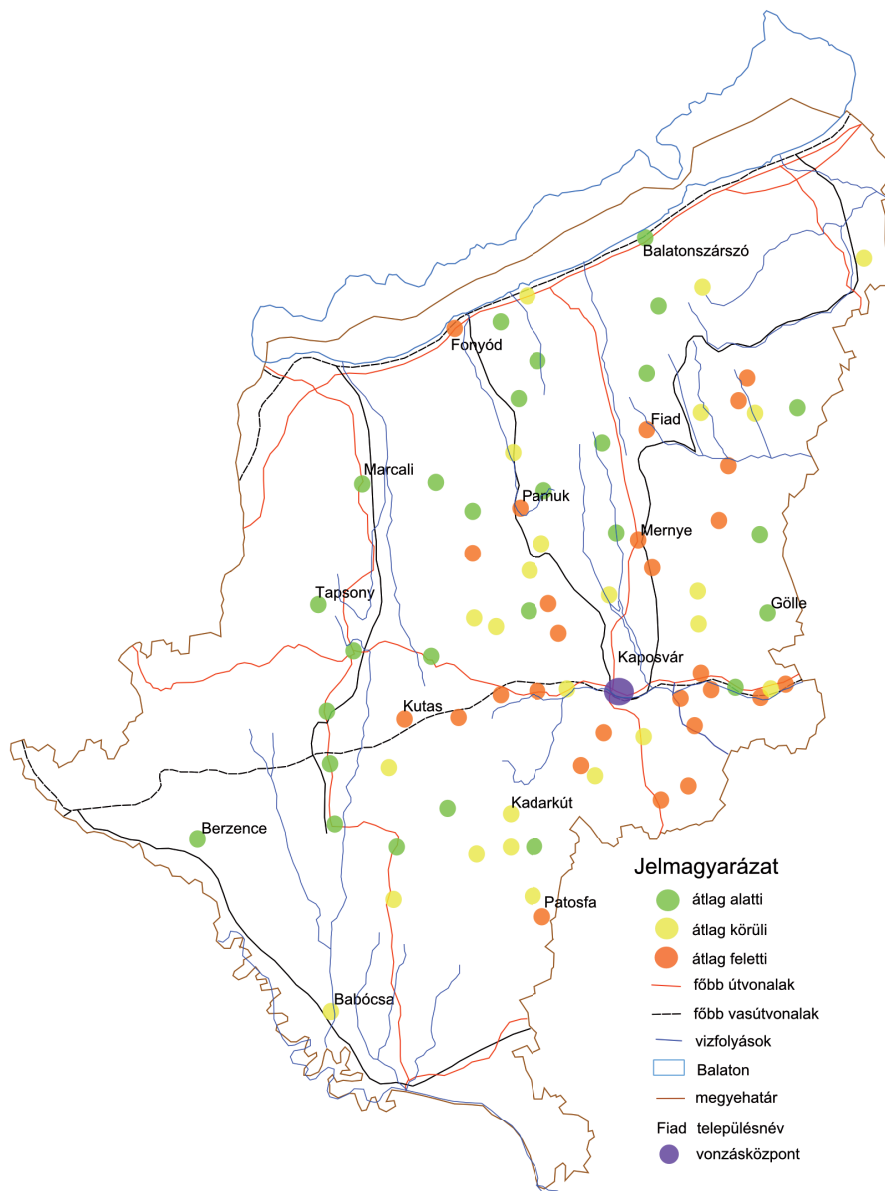 Balatonszárszó
Fonyód
Fiad
Marcali
Pamuk
Mernye
Tapsony
Gölle
Kaposvár
Kutas
Kadarkút
Berzence
Patosfa
Babócsa
Jelmagyarázat
átlag alatti
átlag körüli
átlag feletti
főbb útvonalak
főbb vasútvonalak
vizfolyások
Balaton
megyehatár
Fiad településnév
vonzásközpont